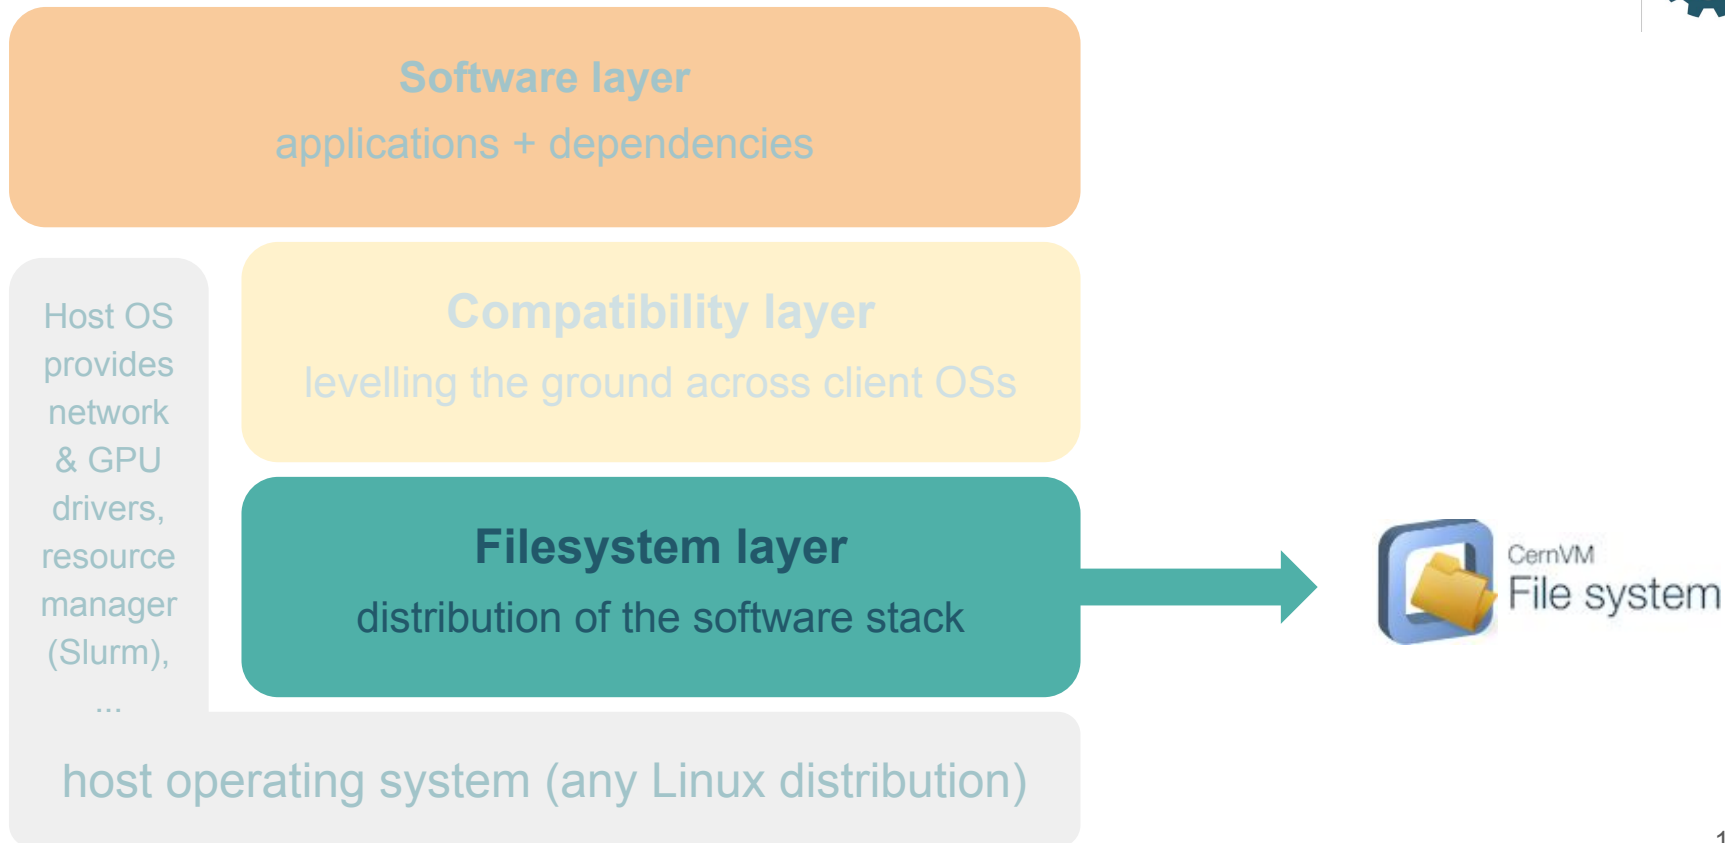 Software layer
applications + dependencies
Host OS
provides
network
& GPU
drivers,
resource
manager
(Slurm),
...
Compatibility layer
levelling the ground across client OSs
Filesystem layer
distribution of the software stack
CernVM
File system
host operating system (any Linux distribution)